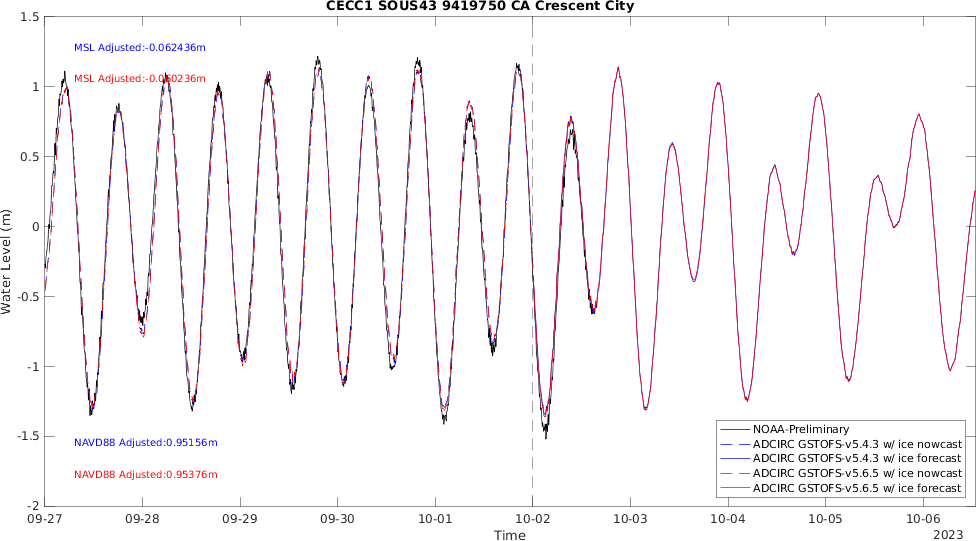 CECC1 SOUS43 9419750 CA Crescent City
1.5
1
0.5
0
-0.5
-1
-1.5
-2
Water Level (m)
MSL Adjusted:-0.062436m
MSL Adjusted:-0.060236m
NAVD88 Adjusted:0.95156m
NAVD88 Adjusted:0.95376m
NOAA-Preliminary
ADCIRC GSTOFS-v5.4.3 w/ ice nowcast
ADCIRC GSTOFS-v5.4.3 w/ ice forecast
ADCIRC GSTOFS-v5.6.5 w/ ice nowcast
ADCIRC GSTOFS-v5.6.5 w/ ice forecast
09-27 09-28 09-29 09-30 10-01 10-02 10-03 10-04 10-05 10-06
Time
2023